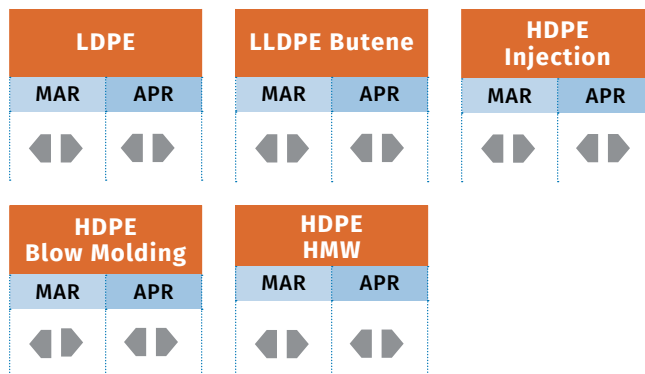 LDPE
MAR APR
LLDPE Butene
MAR APR
HDPE
Injection
MAR APR
HDPE
Blow Molding
MAR APR
HDPE
HMW
MAR APR